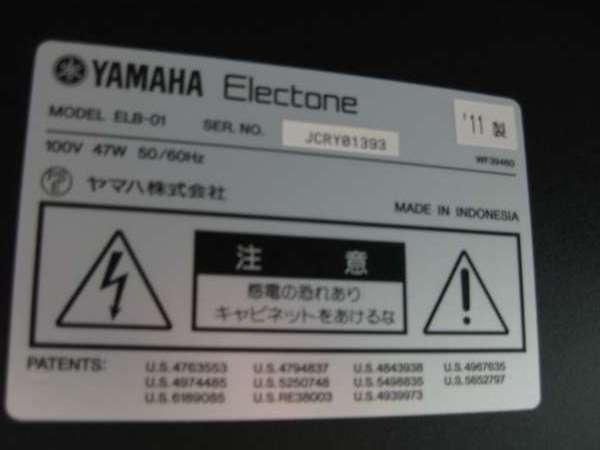 YAMAHA Electone
MODEL ELB-01 SER. NO. JCRY01393 '11 製
100V 47W 50/60Hz WF39460
ヤマハ株式会社
MADE IN INDONESIA
注 意
感電の恐れあり
キャビネットをあけるな
PATENTS: U.S.4763553 U.S.4794837 U.S.4843938 U.S.4967635
U.S.4974485 U.S.5250748 U.S.5498835 U.S.5652797
U.S.6189085 U.S.RE38003 U.S.4939973